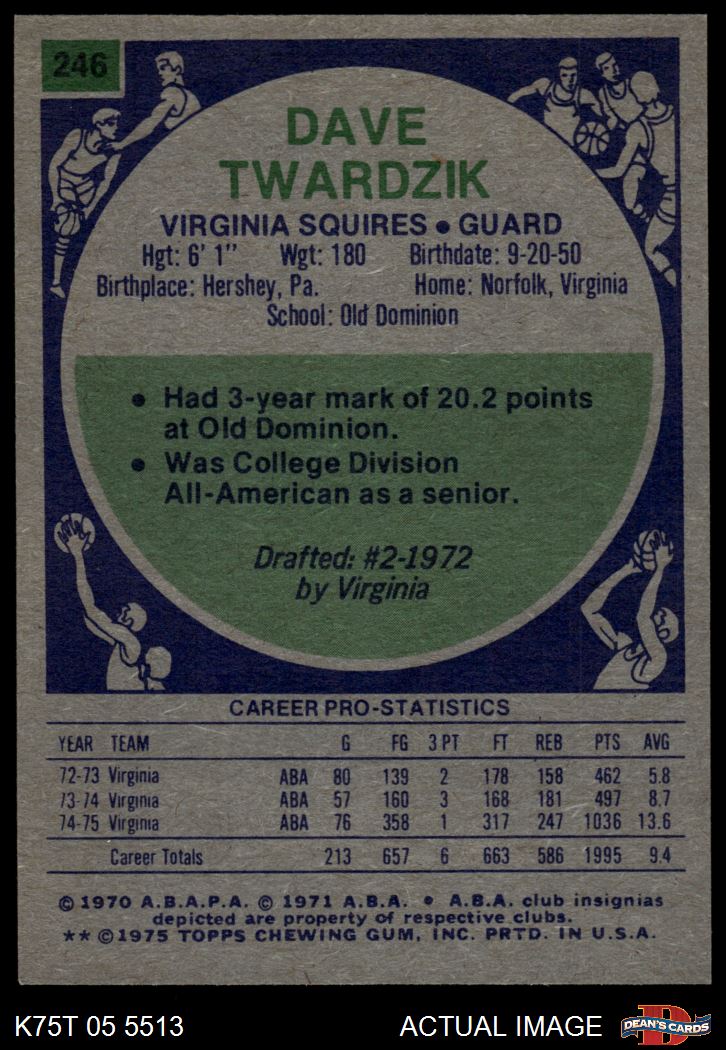 246
DAVE
TWARDZIK
VIRGINIA SQUIRES • GUARD
Hgt: 6' 1" Wgt: 180 Birthdate: 9-20-50
Birthplace: Hershey, Pa. Home: Norfolk, Virginia
School: Old Dominion
• Had 3-year mark of 20.2 points
at Old Dominion.
• Was College Division
All-American as a senior.
Drafted: #2-1972
by Virginia
CAREER PRO-STATISTICS
YEAR TEAM G FG 3 PT FT REB PTS AVG
72-73 Virginia ABA 80 139 2 178 158 462 5.8
73-74 Virginia ABA 57 160 3 168 181 497 8.7
74-75 Virginia ABA 76 358 1 317 247 1036 13.6
Career Totals 213 657 6 663 586 1995 9.4
© 1970 A.B.A.P.A. © 1971 A.B.A. • A.B.A. club insignias
depicted are property of respective clubs.
** ©1975 TOPPS CHEWING GUM, INC. PRTD. IN U.S.A.
K75T 05 5513 ACTUAL IMAGE D DEAN'S CARDS